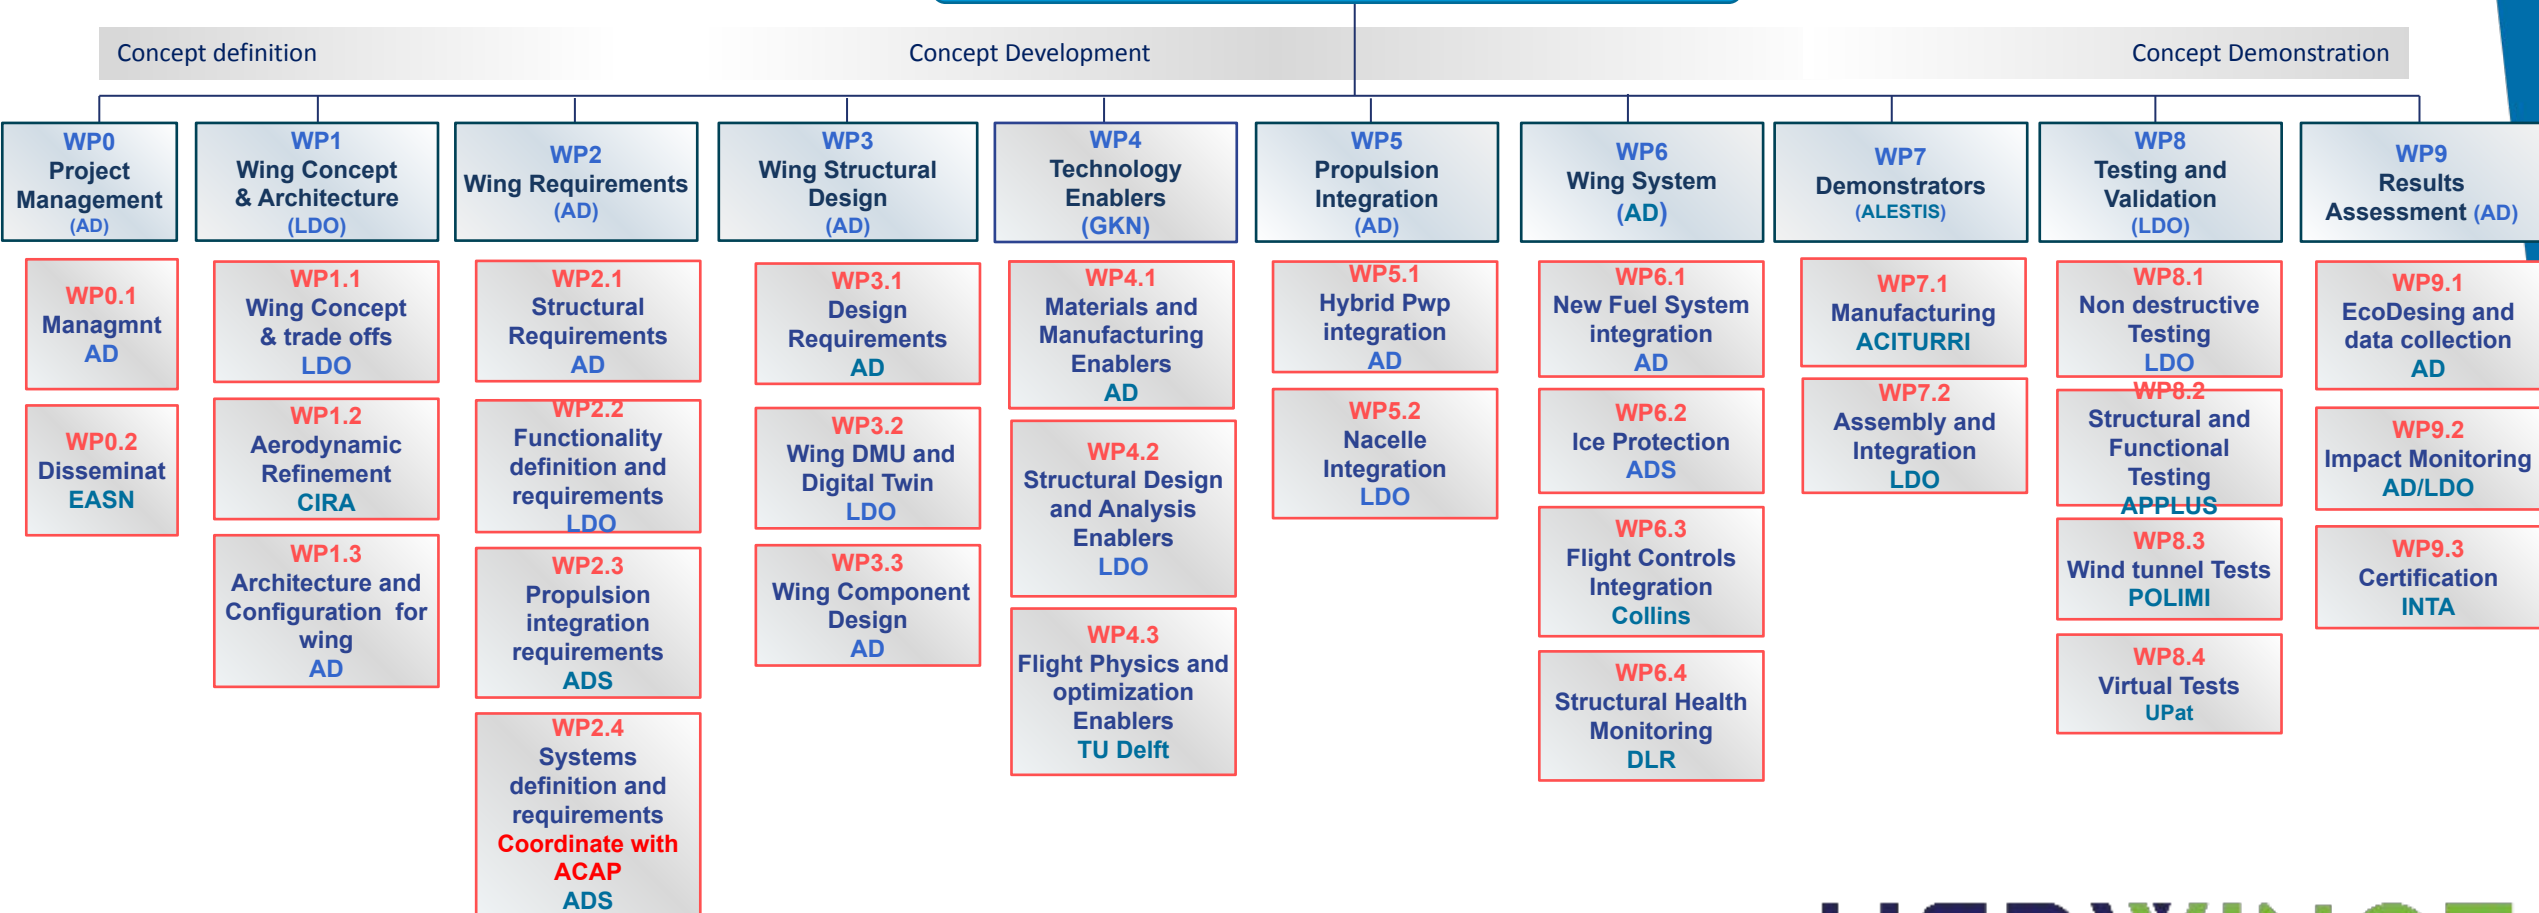 Concept definition
Concept Development
Concept Demonstration
WP0
Project
Management
(AD)
WP0.1
Managmnt
AD
WP0.2
Disseminat
EASN
WP1
Wing Concept
& Architecture
(LDO)
WP1.1
Wing Concept
& trade offs
LDO
WP1.2
Aerodynamic
Refinement
CIRA
WP1.3
Architecture and
Configuration for
wing
AD
WP2
Wing Requirements
(AD)
WP2.1
Structural
Requirements
AD
WP2.2
Functionality
definition and
requirements
LDO
WP2.3
Propulsion
integration
requirements
ADS
WP2.4
Systems
definition and
requirements
Coordinate with
ACAP
ADS
WP3
Wing Structural
Design
(AD)
WP3.1
Design
Requirements
AD
WP3.2
Wing DMU and
Digital Twin
LDO
WP3.3
Wing Component
Design
AD
WP4
Technology
Enablers
(GKN)
WP4.1
Materials and
Manufacturing
Enablers
AD
WP4.2
Structural Design
and Analysis
Enablers
LDO
WP4.3
Flight Physics and
optimization
Enablers
TU Delft
WP5
Propulsion
Integration
(AD)
WP5.1
Hybrid Pwp
integration
AD
WP5.2
Nacelle
Integration
LDO
WP6
Wing System
(AD)
WP6.1
New Fuel System
integration
AD
WP6.2
Ice Protection
ADS
WP6.3
Flight Controls
Integration
Collins
WP6.4
Structural Health
Monitoring
DLR
WP7
Demonstrators
(ALESTIS)
WP7.1
Manufacturing
ACITURRI
WP7.2
Assembly and
Integration
LDO
WP8
Testing and
Validation
(LDO)
WP8.1
Non destructive
Testing
LDO
WP8.2
Structural and
Functional
Testing
APPLUS
WP8.3
Wind tunnel Tests
POLIMI
WP8.4
Virtual Tests
UPat
WP9
Results
Assessment (AD)
WP9.1
EcoDesing and
data collection
AD
WP9.2
Impact Monitoring
AD/LDO
WP9.3
Certification
INTA